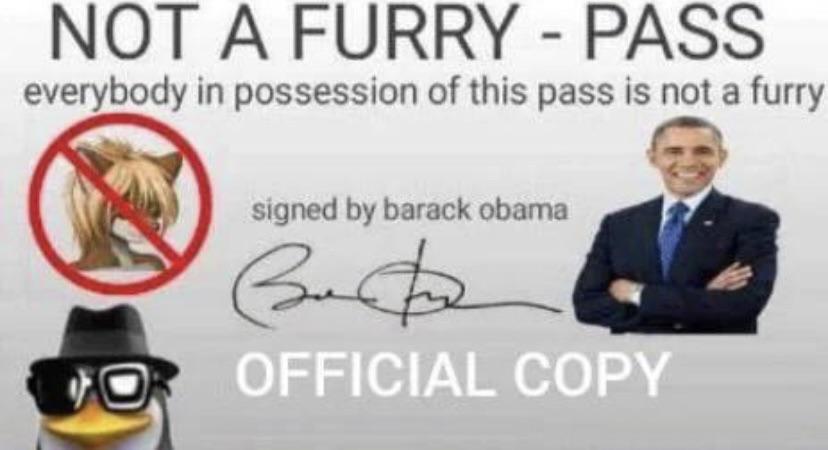 NOT A FURRY - PASS
everybody in possession of this pass is not a furry
signed by barack obama
OFFICIAL COPY